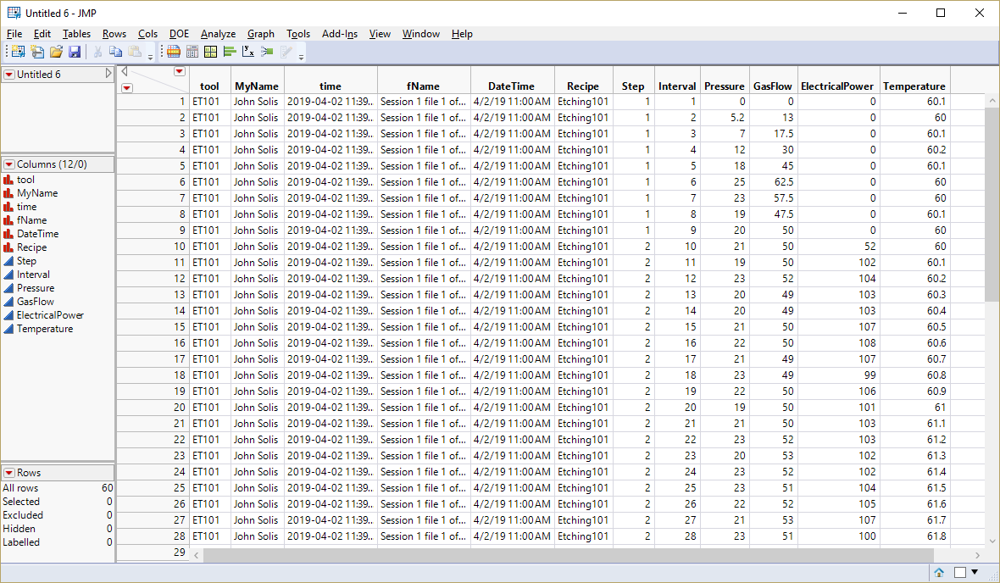 Untitled 6 - JMP
File Edit Tables Rows Cols DOE Analyze Graph Tools Add-Ins View Window Help
Untitled 6
Columns (12/0)
tool
MyName
time
fName
DateTime
Recipe
Step
Interval
Pressure
GasFlow
ElectricalPower
Temperature
Rows
All rows 60
Selected 0
Excluded 0
Hidden 0
Labelled 0
tool MyName time fName DateTime Recipe Step Interval Pressure GasFlow ElectricalPower Temperature
1 ET101 John Solis 2019-04-02 11:39... Session 1 file 1 of... 4/2/19 11:00 AM Etching101 1 1 0 0 0 60.1
2 ET101 John Solis 2019-04-02 11:39... Session 1 file 1 of... 4/2/19 11:00 AM Etching101 1 2 5.2 13 0 60
3 ET101 John Solis 2019-04-02 11:39... Session 1 file 1 of... 4/2/19 11:00 AM Etching101 1 3 7 17.5 0 60.1
4 ET101 John Solis 2019-04-02 11:39... Session 1 file 1 of... 4/2/19 11:00 AM Etching101 1 4 12 30 0 60.2
5 ET101 John Solis 2019-04-02 11:39... Session 1 file 1 of... 4/2/19 11:00 AM Etching101 1 5 18 45 0 60.1
6 ET101 John Solis 2019-04-02 11:39... Session 1 file 1 of... 4/2/19 11:00 AM Etching101 1 6 25 62.5 0 60
7 ET101 John Solis 2019-04-02 11:39... Session 1 file 1 of... 4/2/19 11:00 AM Etching101 1 7 23 57.5 0 60
8 ET101 John Solis 2019-04-02 11:39... Session 1 file 1 of... 4/2/19 11:00 AM Etching101 1 8 19 47.5 0 60.1
9 ET101 John Solis 2019-04-02 11:39... Session 1 file 1 of... 4/2/19 11:00 AM Etching101 1 9 20 50 0 60
10 ET101 John Solis 2019-04-02 11:39... Session 1 file 1 of... 4/2/19 11:00 AM Etching101 2 10 21 50 52 60
11 ET101 John Solis 2019-04-02 11:39... Session 1 file 1 of... 4/2/19 11:00 AM Etching101 2 11 19 50 102 60.1
12 ET101 John Solis 2019-04-02 11:39... Session 1 file 1 of... 4/2/19 11:00 AM Etching101 2 12 23 52 104 60.2
13 ET101 John Solis 2019-04-02 11:39... Session 1 file 1 of... 4/2/19 11:00 AM Etching101 2 13 20 49 103 60.3
14 ET101 John Solis 2019-04-02 11:39... Session 1 file 1 of... 4/2/19 11:00 AM Etching101 2 14 20 49 103 60.4
15 ET101 John Solis 2019-04-02 11:39... Session 1 file 1 of... 4/2/19 11:00 AM Etching101 2 15 21 50 107 60.5
16 ET101 John Solis 2019-04-02 11:39... Session 1 file 1 of... 4/2/19 11:00 AM Etching101 2 16 22 50 108 60.6
17 ET101 John Solis 2019-04-02 11:39... Session 1 file 1 of... 4/2/19 11:00 AM Etching101 2 17 21 49 107 60.7
18 ET101 John Solis 2019-04-02 11:39... Session 1 file 1 of... 4/2/19 11:00 AM Etching101 2 18 23 49 99 60.8
19 ET101 John Solis 2019-04-02 11:39... Session 1 file 1 of... 4/2/19 11:00 AM Etching101 2 19 22 50 106 60.9
20 ET101 John Solis 2019-04-02 11:39... Session 1 file 1 of... 4/2/19 11:00 AM Etching101 2 20 19 50 101 61
21 ET101 John Solis 2019-04-02 11:39... Session 1 file 1 of... 4/2/19 11:00 AM Etching101 2 21 21 50 103 61.1
22 ET101 John Solis 2019-04-02 11:39... Session 1 file 1 of... 4/2/19 11:00 AM Etching101 2 22 23 52 103 61.2
23 ET101 John Solis 2019-04-02 11:39... Session 1 file 1 of... 4/2/19 11:00 AM Etching101 2 23 20 53 102 61.3
24 ET101 John Solis 2019-04-02 11:39... Session 1 file 1 of... 4/2/19 11:00 AM Etching101 2 24 23 52 102 61.4
25 ET101 John Solis 2019-04-02 11:39... Session 1 file 1 of... 4/2/19 11:00 AM Etching101 2 25 23 51 104 61.5
26 ET101 John Solis 2019-04-02 11:39... Session 1 file 1 of... 4/2/19 11:00 AM Etching101 2 26 22 52 105 61.6
27 ET101 John Solis 2019-04-02 11:39... Session 1 file 1 of... 4/2/19 11:00 AM Etching101 2 27 21 53 107 61.7
28 ET101 John Solis 2019-04-02 11:39... Session 1 file 1 of... 4/2/19 11:00 AM Etching101 2 28 23 51 100 61.8
29